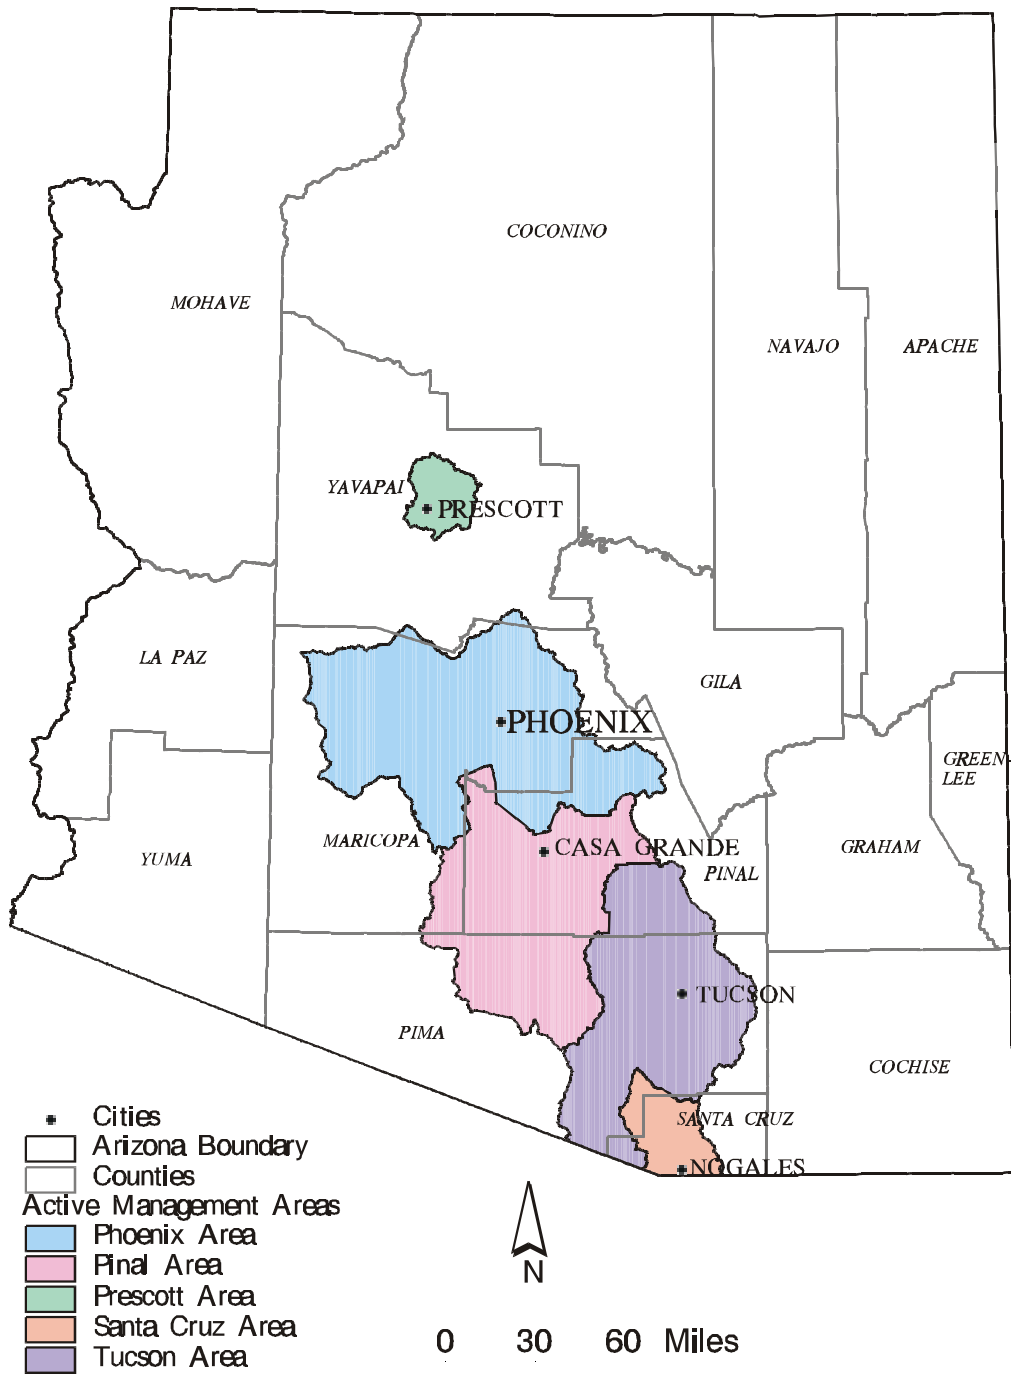 COCONINO
MOHAVE
NAVAJO
APACHE
YAVAPAI
PRESCOTT
LA PAZ
GILA
PHOENIX
GREEN-
LEE
MARICOPA
CASA GRANDE
GRAHAM
YUMA
PINAL
TUCSON
PIMA
COCHISE
SANTA CRUZ
NOGALES
Cities
Arizona Boundary
Counties
Active Management Areas
Phoenix Area
Pinal Area
Prescott Area
Santa Cruz Area
Tucson Area
N
0 30 60 Miles